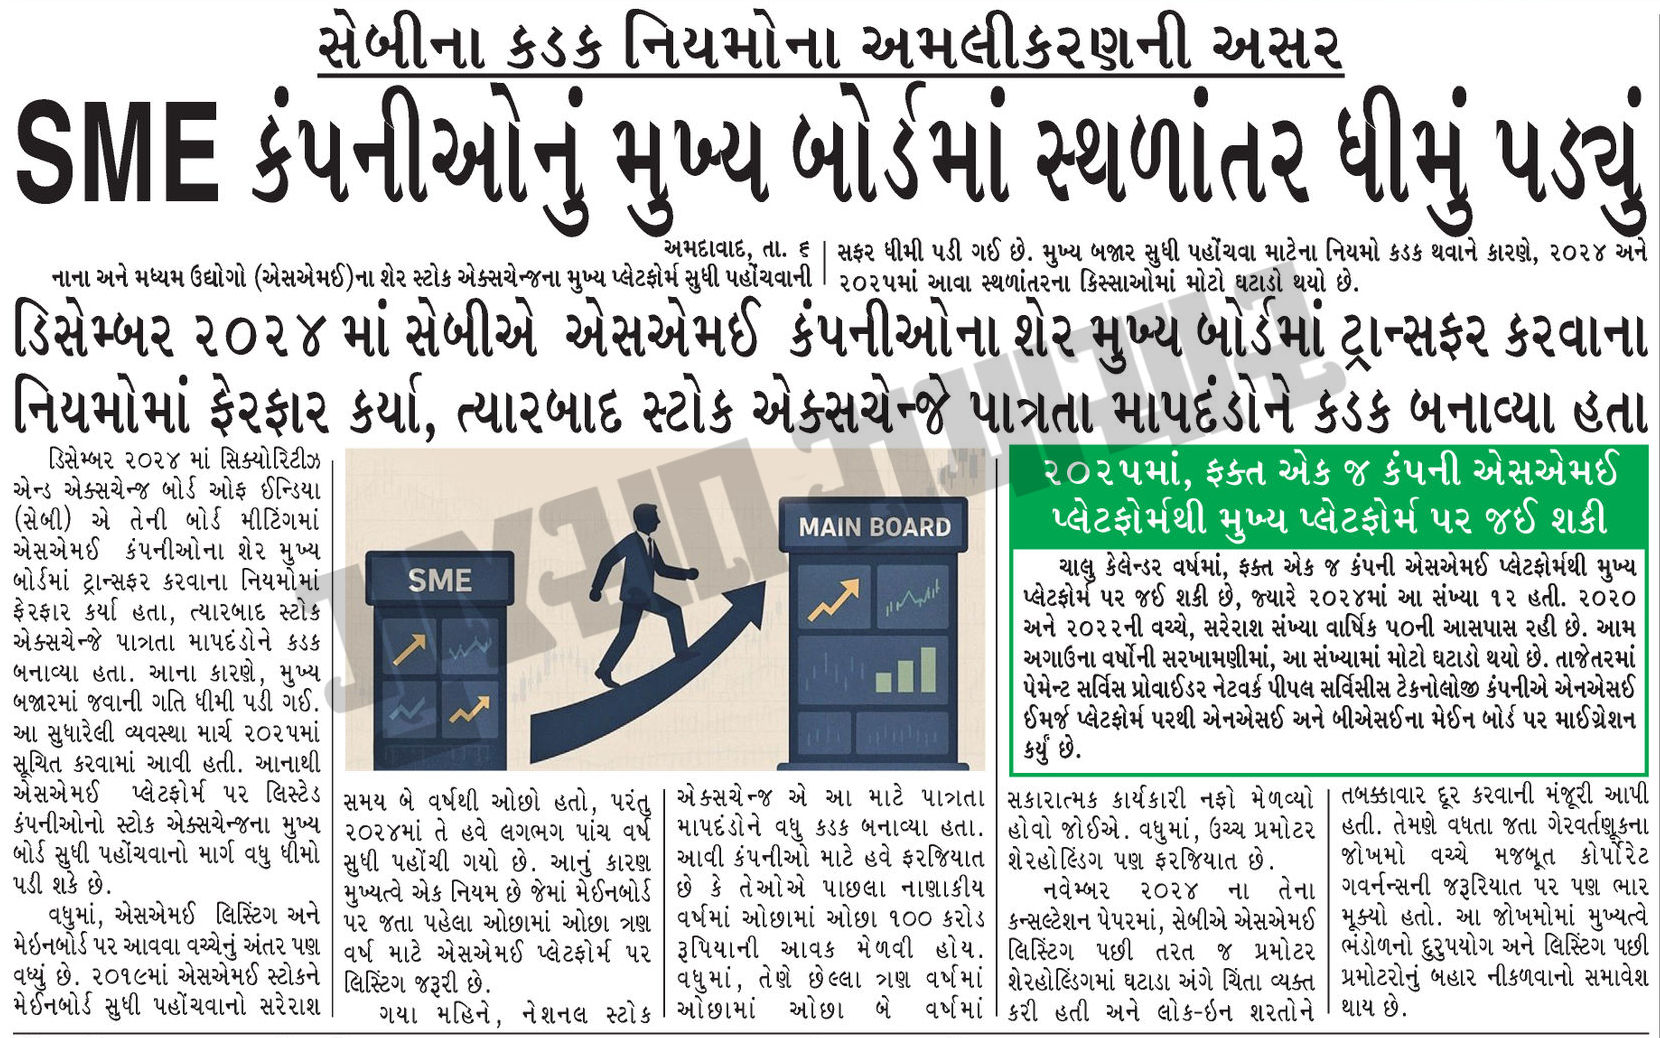 સેબીના કડક નિયમોના અમલીકરણની અસર
SME કંપનીઓનું મુખ્ય બોર્ડમાં સ્થળાંતર ધીમું પડ્યું
અમદાવાદ, તા. ૬
નાના અને મધ્યમ ઉદ્યોગો (એસએમઈ)ના શેર સ્ટોક એક્સચેન્જના મુખ્ય પ્લેટફોર્મ સુધી પહોંચવાની
સફર ધીમી પડી ગઈ છે. મુખ્ય બજાર સુધી પહોંચવા માટેના નિયમો કડક થવાને કારણે, ૨૦૨૪ અને
૨૦૨૫માં આવા સ્થળાંતરના કિસ્સાઓમાં મોટો ઘટાડો થયો છે.
ડિસેમ્બર ૨૦૨૪ માં સેબીએ એસએમઈ કંપનીઓના શેર મુખ્ય બોર્ડમાં ટ્રાન્સફર કરવાના
નિયમોમાં ફેરફાર કર્યા, ત્યારબાદ સ્ટોક એક્સચેન્જે પાત્રતા માપદંડોને કડક બનાવ્યા હતા
ડિસેમ્બર ૨૦૨૪ માં સિક્યોરિટીઝ
એન્ડ એક્સચેન્જ બોર્ડ ઓફ ઈન્ડિયા
(સેબી) એ તેની બોર્ડ મીટિંગમાં
એસએમઈ કંપનીઓના શેર મુખ્ય
બોર્ડમાં ટ્રાન્સફર કરવાના નિયમોમાં
ફેરફાર કર્યા હતા, ત્યારબાદ સ્ટોક
એક્સચેન્જે પાત્રતા માપદંડોને કડક
બનાવ્યા હતા. આના કારણે, મુખ્ય
બજારમાં જવાની ગતિ ધીમી પડી ગઈ.
આ સુધારેલી વ્યવસ્થા માર્ચ ૨૦૨૫માં
સૂચિત કરવામાં આવી હતી. આનાથી
એસએમઈ પ્લેટફોર્મ પર લિસ્ટેડ
કંપનીઓનો સ્ટોક એક્સચેન્જના મુખ્ય
બોર્ડ સુધી પહોંચવાનો માર્ગ વધુ ધીમો
પડી શકે છે.
વધુમાં, એસએમઈ લિસ્ટિંગ અને
મેઇનબોર્ડ પર આવવા વચ્ચેનું અંતર પણ
વધ્યું છે. ૨૦૧૯માં એસએમઈ સ્ટોકને
મેઈનબોર્ડ સુધી પહોંચવાનો સરેરાશ
SME
MAIN BOARD
સમય બે વર્ષથી ઓછો હતો, પરંતુ
૨૦૨૪માં તે હવે લગભગ પાંચ વર્ષ
સુધી પહોંચી ગયો છે. આનું કારણ
મુખ્યત્વે એક નિયમ છે જેમાં મેઈનબોર્ડ
પર જતા પહેલા ઓછામાં ઓછા ત્રણ
વર્ષ માટે એસએમઈ પ્લેટફોર્મ પર
લિસ્ટિંગ જરૂરી છે.
ગયા મહિને, નેશનલ સ્ટોક
એક્સચેન્જ એ આ માટે પાત્રતા
માપદંડોને વધુ કડક બનાવ્યા હતા.
આવી કંપનીઓ માટે હવે ફરજિયાત
છે કે તેઓએ પાછલા નાણાકીય
વર્ષમાં ઓછામાં ઓછા ૧૦૦ કરોડ
રૂપિયાની આવક મેળવી હોય.
વધુમાં, તેણે છેલ્લા ત્રણ વર્ષમાં
ઓછામાં ઓછા બે વર્ષમાં
૨૦૨૫માં, ફક્ત એક જ કંપની એસએમઈ
પ્લેટફોર્મથી મુખ્ય પ્લેટફોર્મ પર જઈ શકી
ચાલુ કેલેન્ડર વર્ષમાં, ફક્ત એક જ કંપની એસએમઈ પ્લેટફોર્મથી મુખ્ય
પ્લેટફોર્મ પર જઈ શકી છે, જ્યારે ૨૦૨૪માં આ સંખ્યા ૧૨ હતી. ૨૦૨૦
અને ૨૦૨૨ની વચ્ચે, સરેરાશ સંખ્યા વાર્ષિક ૫૦ની આસપાસ રહી છે. આમ
અગાઉના વર્ષોની સરખામણીમાં, આ સંખ્યામાં મોટો ઘટાડો થયો છે. તાજેતરમાં
પેમેન્ટ સર્વિસ પ્રોવાઈડર નેટવર્ક પીપલ સર્વિસીસ ટેકનોલોજી કંપનીએ એનએસઈ
ઈમર્જ પ્લેટફોર્મ પરથી એનએસઈ અને બીએસઈના મેઈન બોર્ડ પર માઈગ્રેશન
કર્યું છે.
સકારાત્મક કાર્યકારી નફો મેળવ્યો
હોવો જોઈએ. વધુમાં, ઉચ્ચ પ્રમોટર
શેરહોલ્ડિંગ પણ ફરજિયાત છે.
નવેમ્બર ૨૦૨૪ ના તેના
કન્સલ્ટેશન પેપરમાં, સેબીએ એસએમઈ
લિસ્ટિંગ પછી તરત જ પ્રમોટર
શેરહોલ્ડિંગમાં ઘટાડા અંગે ચિંતા વ્યક્ત
કરી હતી અને લોક-ઇન શરતોને
તબક્કાવાર દૂર કરવાની મંજૂરી આપી
હતી. તેમણે વધતા જતા ગેરવર્તણૂકના
જોખમો વચ્ચે મજબૂત કોર્પોરેટ
ગવર્નન્સની જરૂરિયાત પર પણ ભાર
મૂક્યો હતો. આ જોખમોમાં મુખ્યત્વે
ભંડોળનો દુરુપયોગ અને લિસ્ટિંગ પછી
પ્રમોટરોનું બહાર નીકળવાનો સમાવેશ
થાય છે.